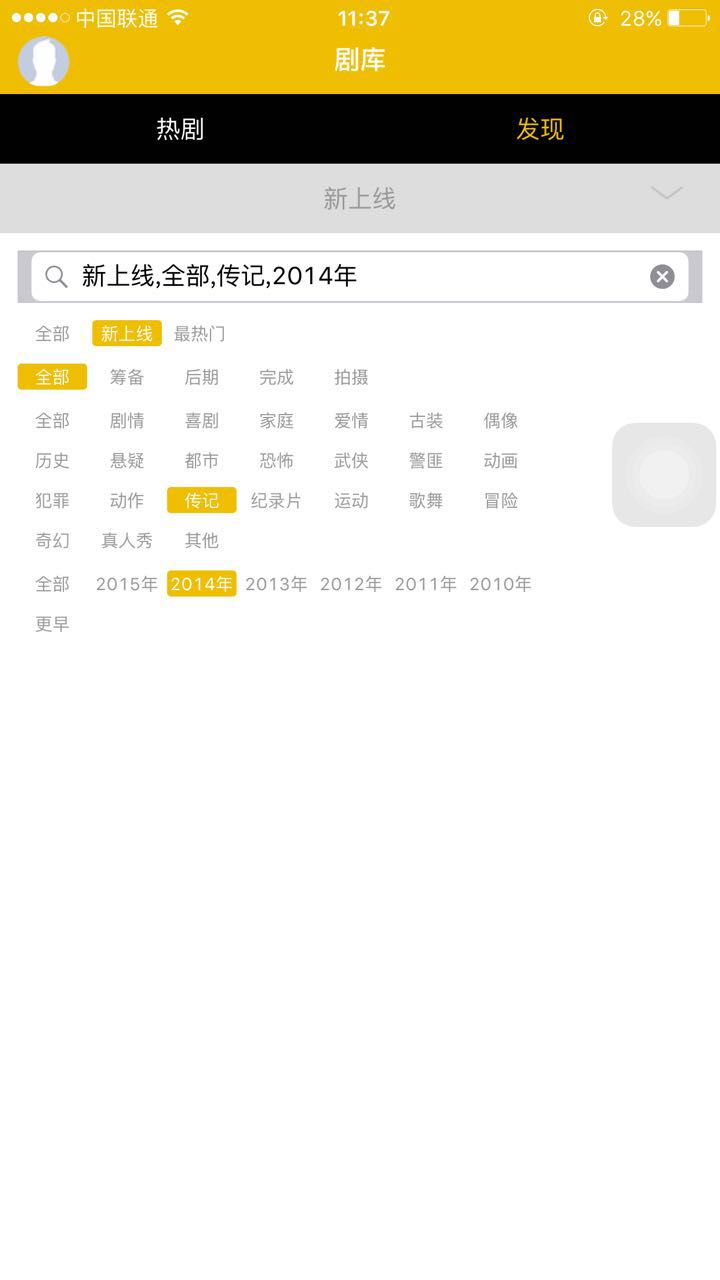 中国联通 11:37 28%
剧库
热剧 发现
新上线
新上线,全部,传记,2014年
全部 新上线 最热门
全部 筹备 后期 完成 拍摄
全部 剧情 喜剧 家庭 爱情 古装 偶像
历史 悬疑 都市 恐怖 武侠 警匪 动画
犯罪 动作 传记 纪录片 运动 歌舞 冒险
奇幻 真人秀 其他
全部 2015年 2014年 2013年 2012年 2011年 2010年
更早